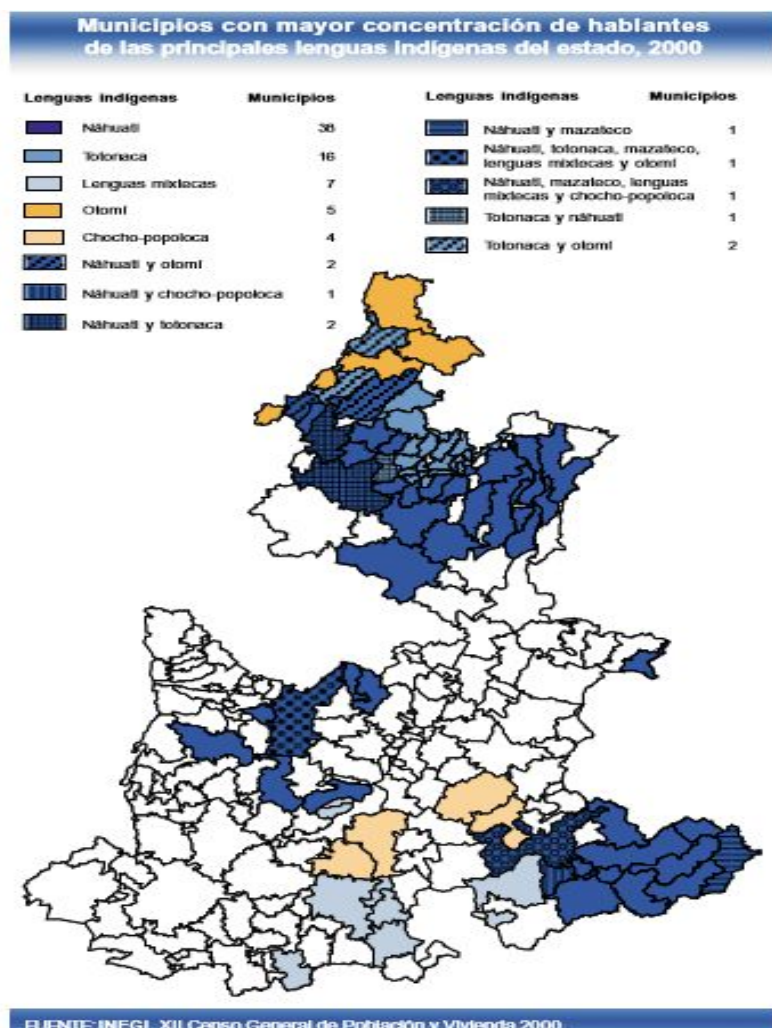 Municipios con mayor concentración de hablantes
de las principales lenguas indígenas del estado, 2000
Lenguas indígenas Municipios
Náhuatl 38
Totonaca 16
Lenguas mixtecas 7
Otomí 5
Chocho-popoloca 4
Náhuatl y otomí 2
Náhuatl y chocho-popoloca 1
Náhuatl y totonaca 2
Lenguas indígenas Municipios
Náhuatl y mazateco 1
Náhuatl, totonaca, mazateco,
lenguas mixtecas y otomí 1
Náhuatl, mazateco, lenguas
mixtecas y chocho-popoloca 1
Totonaca y náhuatl 1
Totonaca y otomí 2
FUENTE: INEGI. XII Censo General de Población y Vivienda 2000.